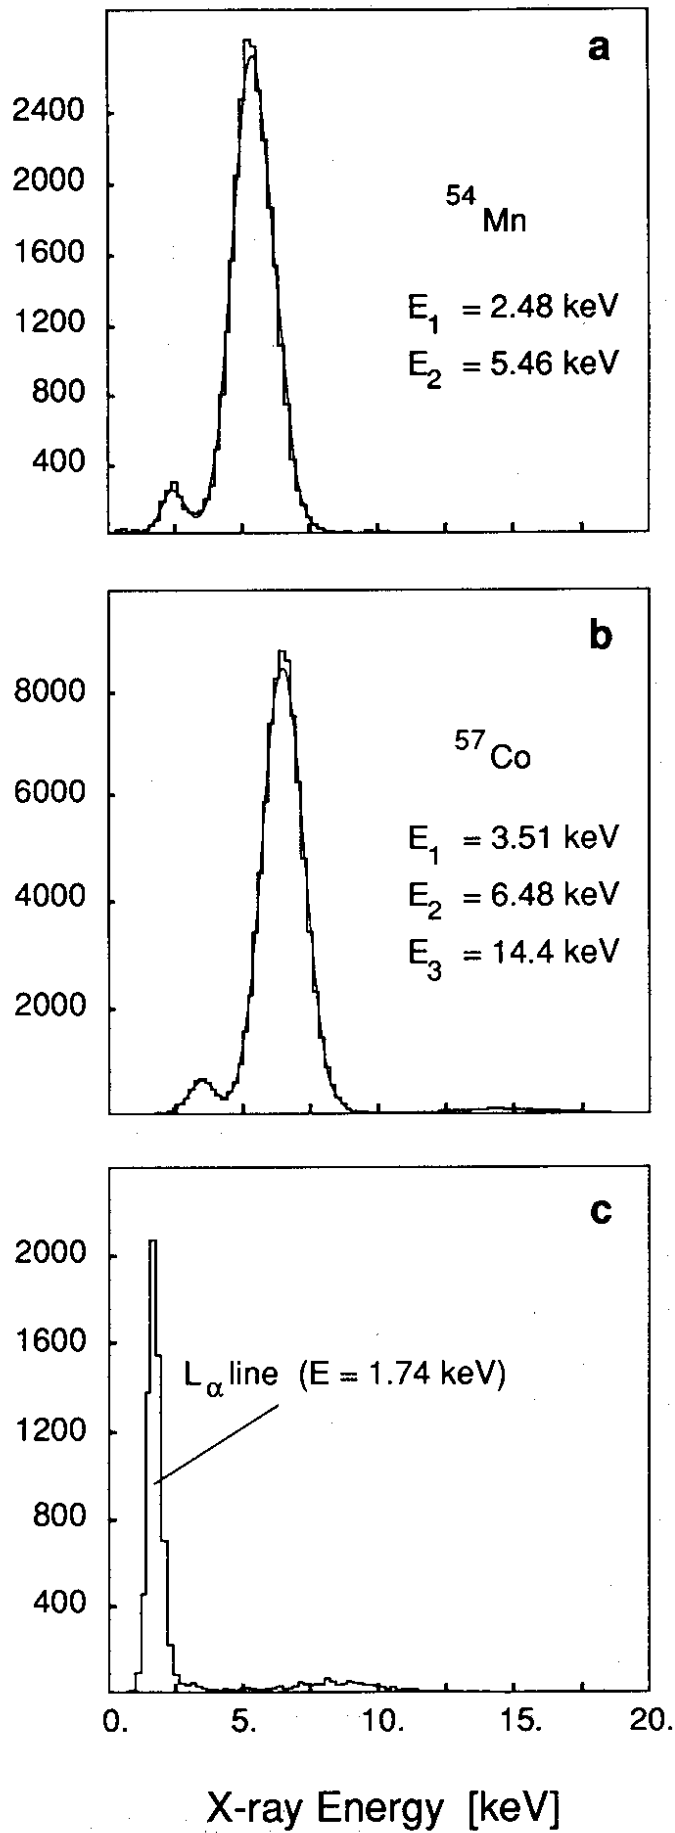 a
2400
2000
1600
1200
800
400
54Mn
E1 = 2.48 keV
E2 = 5.46 keV
b
8000
6000
4000
2000
57Co
E1 = 3.51 keV
E2 = 6.48 keV
E3 = 14.4 keV
c
2000
1600
1200
800
400
Lα line (E = 1.74 keV)
0. 5. 10. 15. 20.
X-ray Energy [keV]